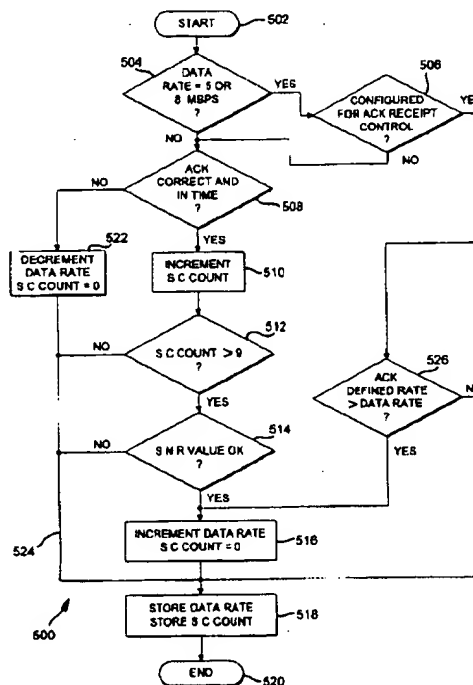 START
502
504
DATA
RATE = 5 OR
8 MBPS
?
YES
506
CONFIGURED
FOR ACK RECEIPT
CONTROL
?
YE
NO
NO
ACK
CORRECT AND
IN TIME
?
508
NO
YES
522
DECREMENT
DATA RATE
S C COUNT = 0
INCREMENT
S C COUNT
510
512
S C COUNT > 9
?
NO
YES
526
ACK
DEFINED RATE
> DATA RATE
?
N
YES
514
S N R VALUE OK
?
NO
YES
524
INCREMENT DATA RATE
S C COUNT = 0
516
500
STORE DATA RATE
STORE S C COUNT
518
END
520